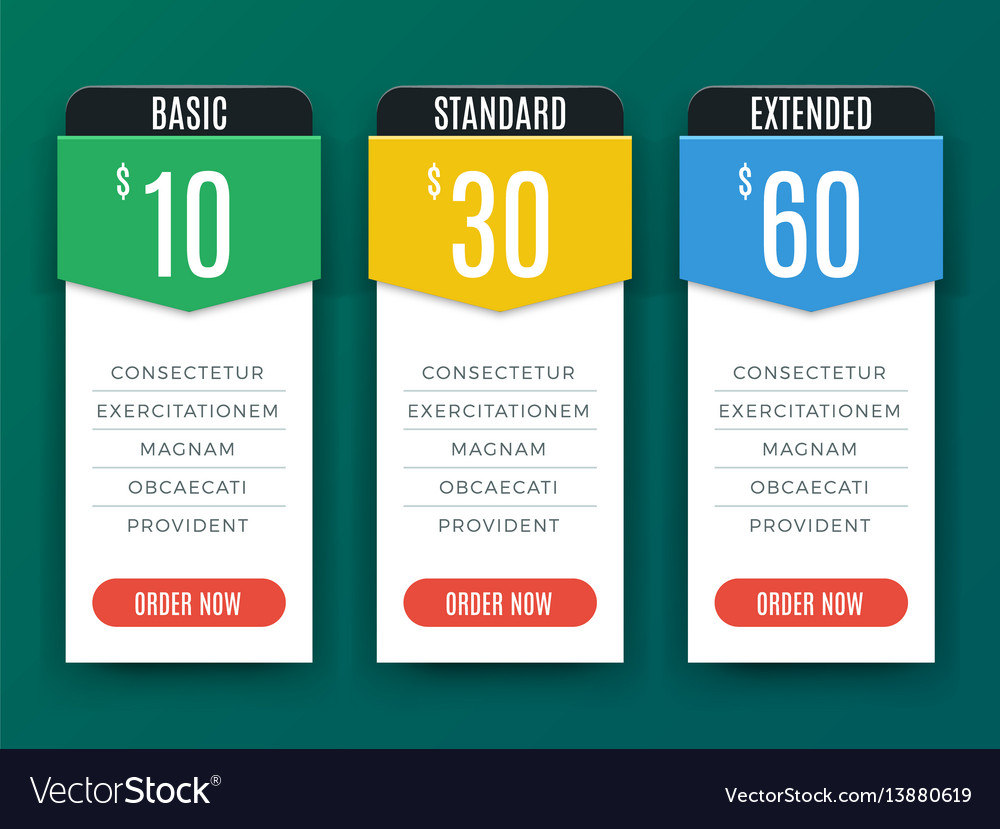 BASIC
$10
CONSECTETUR
EXERCITATIONEM
MAGNAM
OBCAECATI
PROVIDENT
ORDER NOW
STANDARD
$30
CONSECTETUR
EXERCITATIONEM
MAGNAM
OBCAECATI
PROVIDENT
ORDER NOW
EXTENDED
$60
CONSECTETUR
EXERCITATIONEM
MAGNAM
OBCAECATI
PROVIDENT
ORDER NOW
VectorStock®
VectorStock.com/13880619